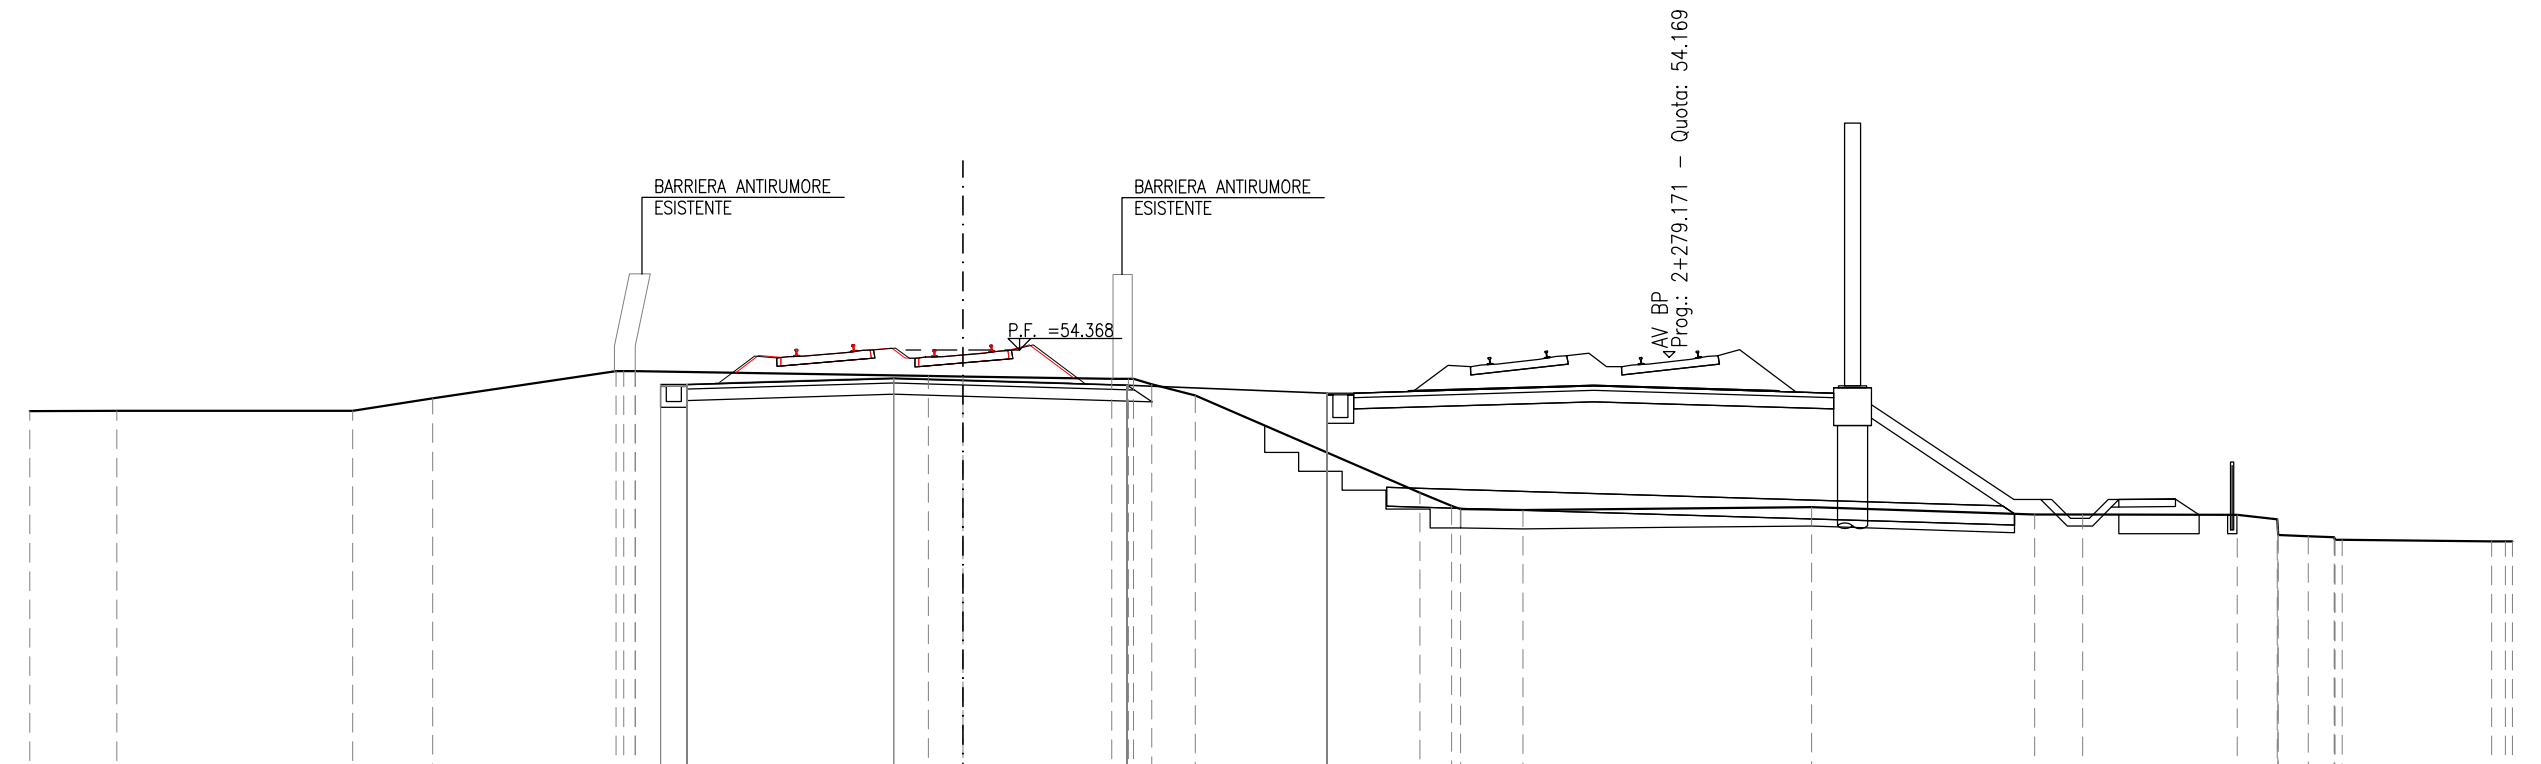 BARRIERA ANTIRUMORE
ESISTENTE
BARRIERA ANTIRUMORE
ESISTENTE
P.F. =54.368
AV BP
Prog.: 2+279.171 - Quota: 54.169